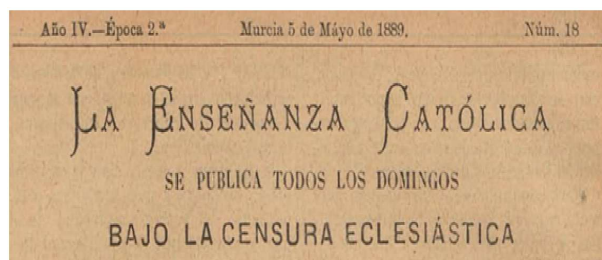 Año IV.—Época 2.ª Murcia 5 de Máyo de 1889, Núm. 18
LA ENSEÑANZA CATÓLICA
SE PUBLICA TODOS LOS DOMINGOS
BAJO LA CENSURA ECLESIÁSTICA